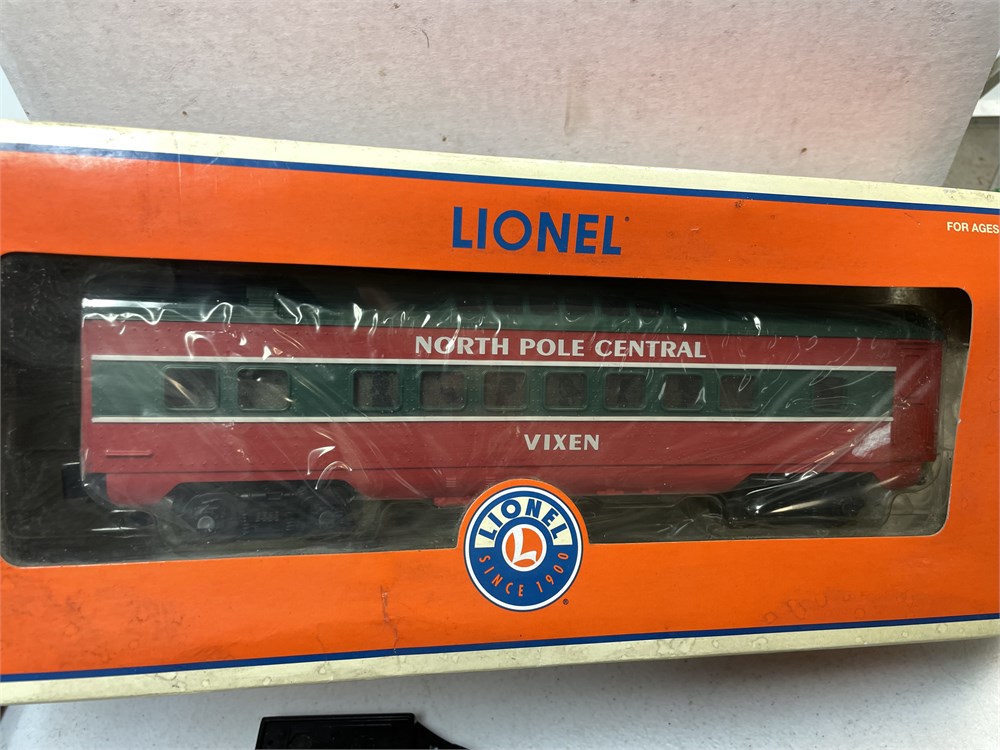 LIONEL
FOR AGES
NORTH POLE CENTRAL
VIXEN
LIONEL
L
SINCE 1900